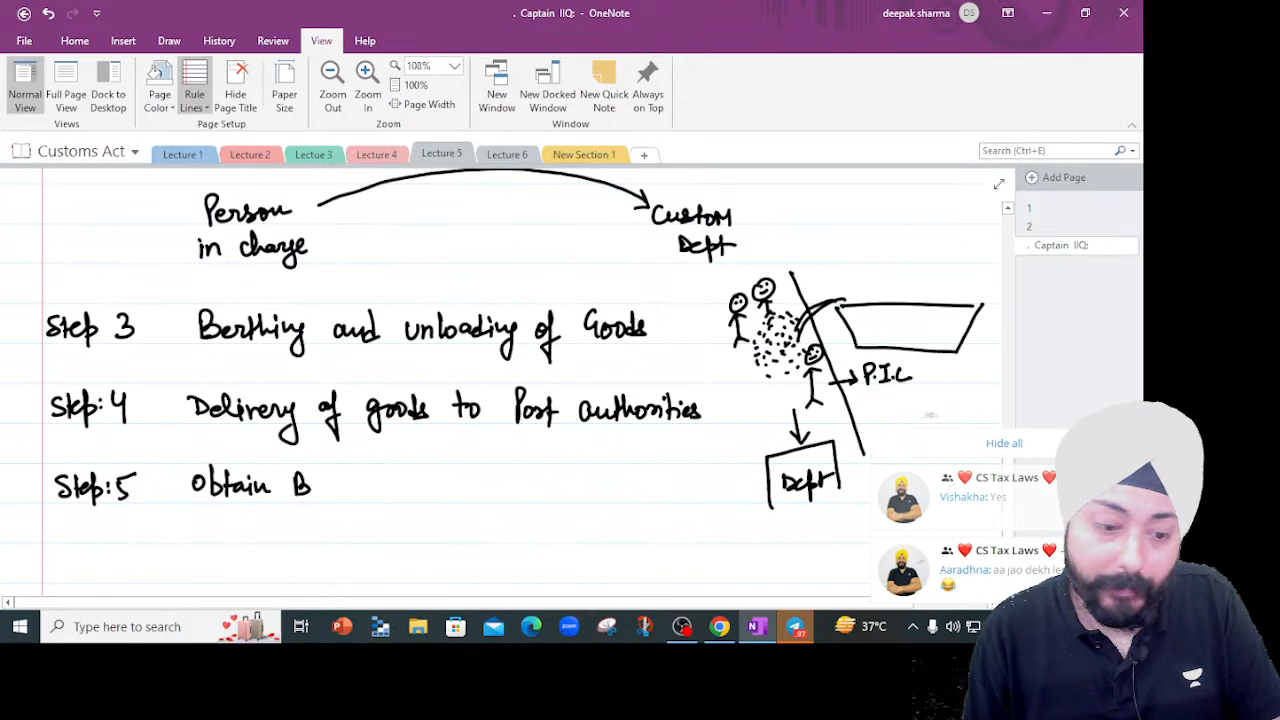 . Captain IIQ: - OneNote
deepak sharma DS
File Home Insert Draw History Review View Help
108%
100%
Page Width
Normal View
Full Page View
Dock to Desktop
Page Color
Rule Lines
Hide Page Title
Paper Size
Zoom Out
Zoom In
New Window
New Docked Window
New Quick Note
Always on Top
Views Page Setup Zoom Window
Customs Act
Lecture 1 Lecture 2 Lectue 3 Lecture 4 Lecture 5 Lecture 6 New Section 1
Search (Ctrl+E)
Add Page
1
2
. Captain IIQ:
Person
in charge
Custom
Dept
Step 3 Berthing and unloading of Goods
P.I.C
Step:4 Delivery of goods to Port authorities
Step:5 Obtain B
Dept
Hide all
CS Tax Laws
Vishakha: Yes
CS Tax Laws
Aaradhna: aa jao dekh le
Type here to search
97
37°C